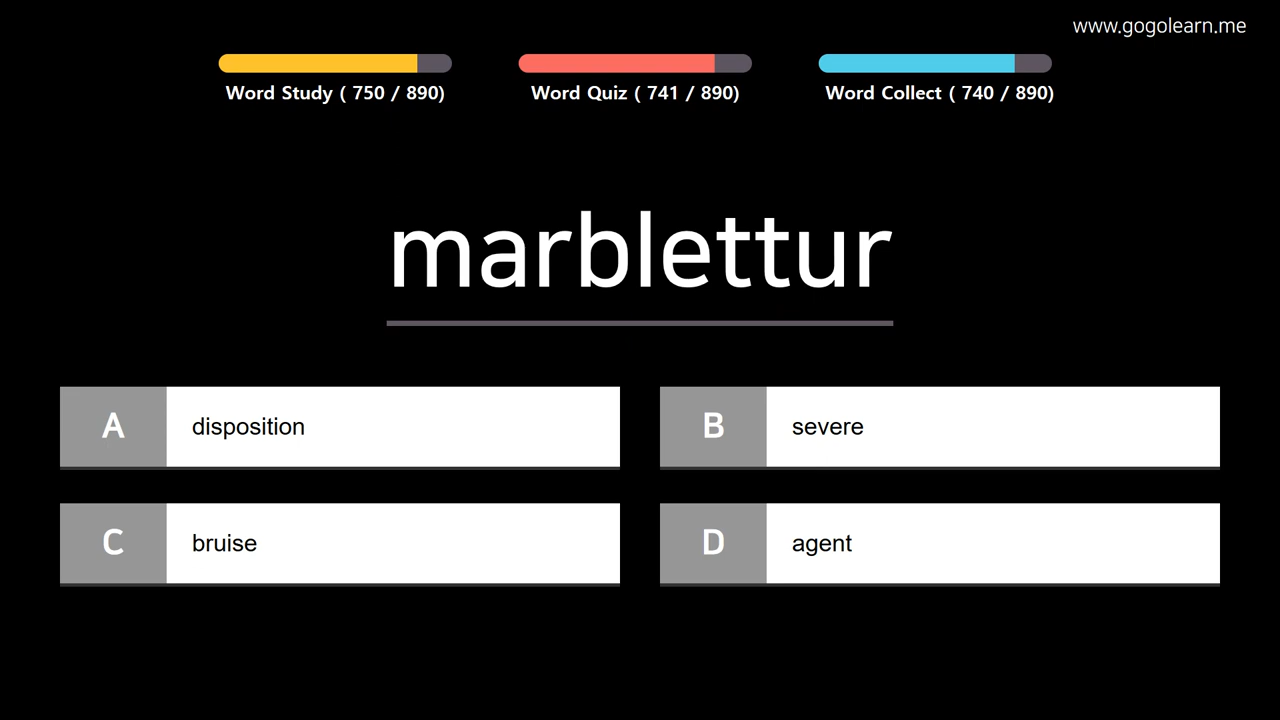 www.gogolearn.me
Word Study ( 750 / 890)
Word Quiz ( 741 / 890)
Word Collect ( 740 / 890)
marblettur
A disposition
B severe
C bruise
D agent